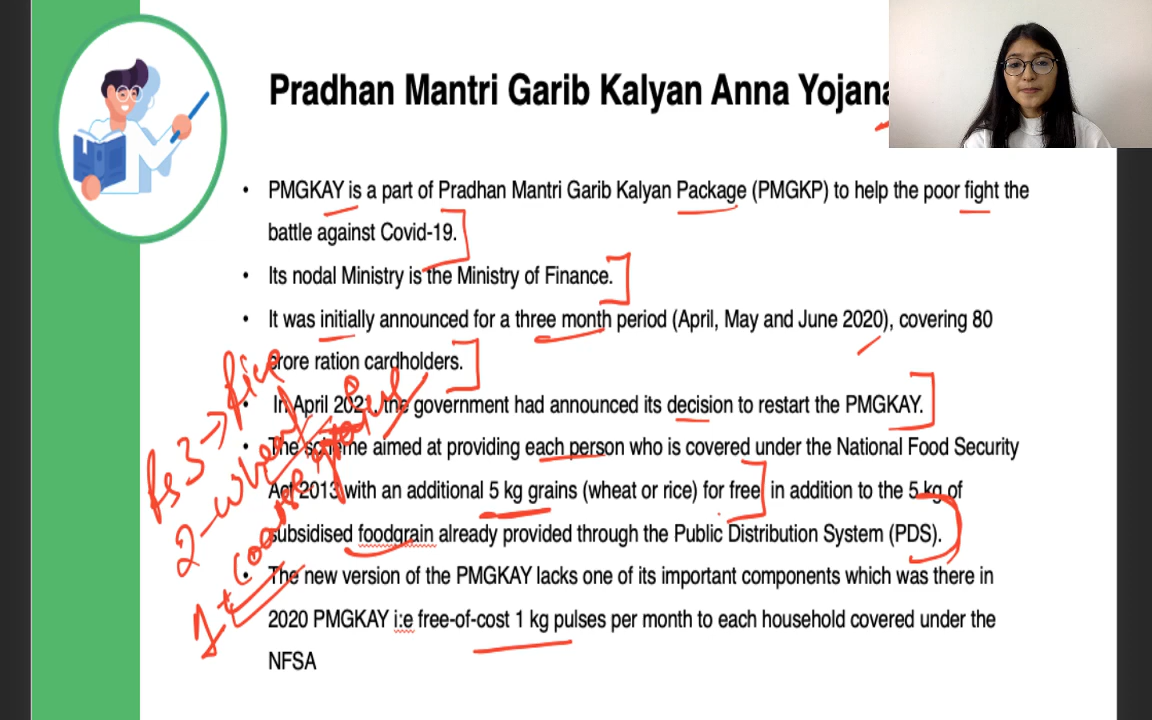 Pradhan Mantri Garib Kalyan Anna Yojana
• PMGKAY is a part of Pradhan Mantri Garib Kalyan Package (PMGKP) to help the poor fight the
battle against Covid-19.
• Its nodal Ministry is the Ministry of Finance.
• It was initially announced for a three month period (April, May and June 2020), covering 80
crore ration cardholders.
• In April 2021, the government had announced its decision to restart the PMGKAY.
• The scheme aimed at providing each person who is covered under the National Food Security
Act 2013 with an additional 5 kg grains (wheat or rice) for free in addition to the 5 kg of
subsidised foodgrain already provided through the Public Distribution System (PDS).
• The new version of the PMGKAY lacks one of its important components which was there in
2020 PMGKAY i:e free-of-cost 1 kg pulses per month to each household covered under the
NFSA
Rs 3 → rice
2 - wheat
1 → coarse grains